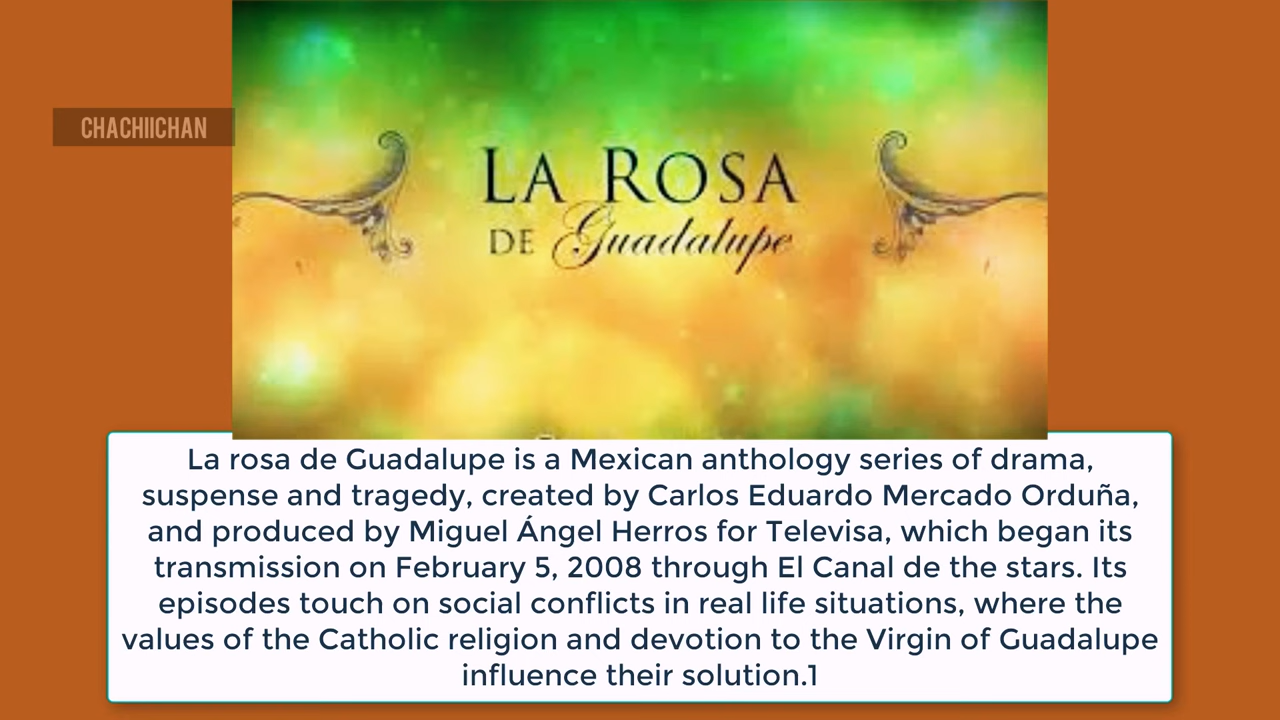 CHACHIICHAN
LA ROSA
DE Guadalupe
La rosa de Guadalupe is a Mexican anthology series of drama,
suspense and tragedy, created by Carlos Eduardo Mercado Orduña,
and produced by Miguel Ángel Herros for Televisa, which began its
transmission on February 5, 2008 through El Canal de the stars. Its
episodes touch on social conflicts in real life situations, where the
values of the Catholic religion and devotion to the Virgin of Guadalupe
influence their solution.1